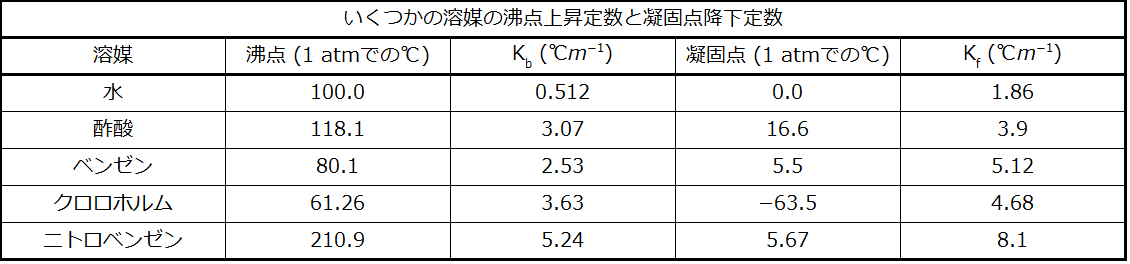 いくつかの溶媒の沸点上昇定数と凝固点降下定数
溶媒 沸点 (1 atmでの℃) Kb (℃m−1) 凝固点 (1 atmでの℃) Kf (℃m−1)
水 100.0 0.512 0.0 1.86
酢酸 118.1 3.07 16.6 3.9
ベンゼン 80.1 2.53 5.5 5.12
クロロホルム 61.26 3.63 −63.5 4.68
ニトロベンゼン 210.9 5.24 5.67 8.1